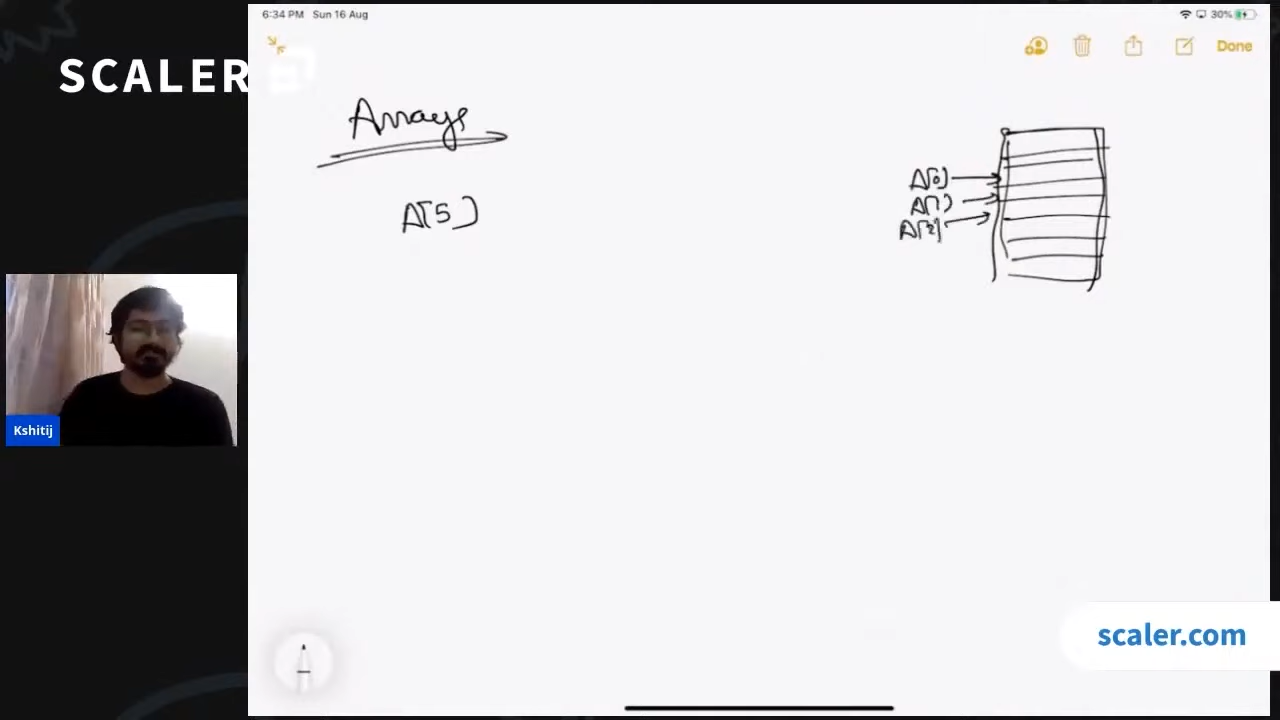 6:34 PM Sun 16 Aug
30%
Done
SCALER
Arrays
A[5]
A[0]
A[1]
A[2]
Kshitij
scaler.com